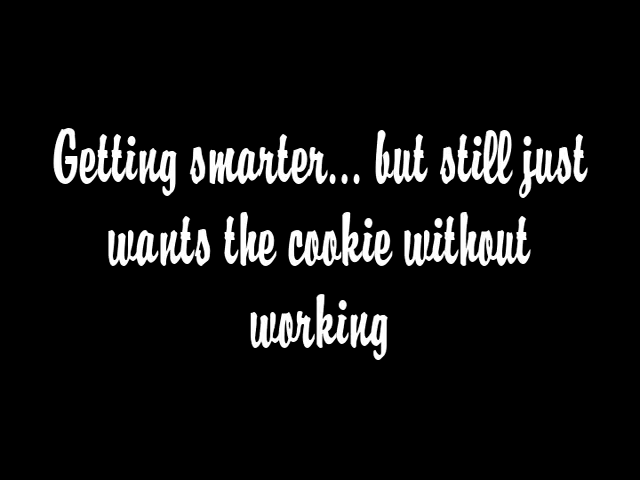 Getting smarter... but still just
wants the cookie without
working